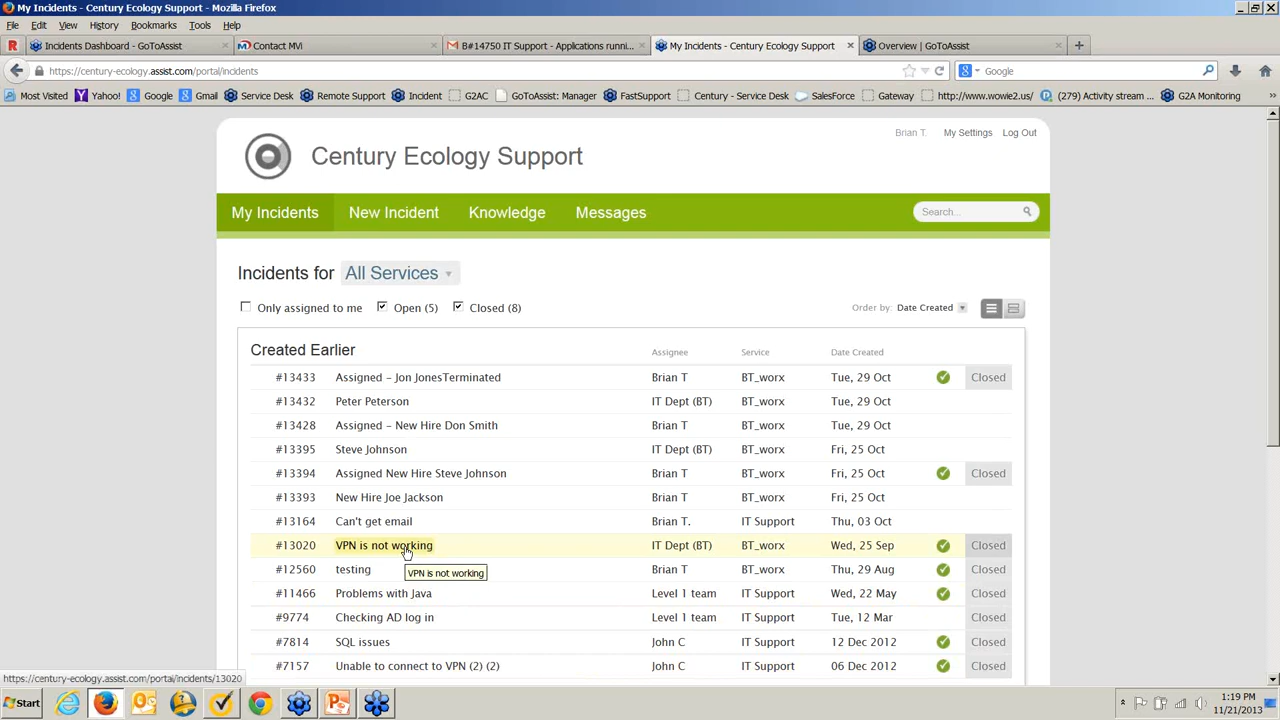 My Incidents - Century Ecology Support - Mozilla Firefox
File Edit View History Bookmarks Tools Help
R Incidents Dashboard - GoToAssist × Contact MVi × B#14750 IT Support - Applications runni... × My Incidents - Century Ecology Support × Overview | GoToAssist × +
https://century-ecology.assist.com/portal/incidents Google
Most Visited Yahoo! Google Gmail Service Desk Remote Support Incident G2AC GoToAssist: Manager FastSupport Century - Service Desk SalesForce Gateway http://www.wowie2.us/ (279) Activity stream ... G2A Monitoring »
Brian T. My Settings Log Out
Century Ecology Support
My Incidents New Incident Knowledge Messages Search...
Incidents for All Services
Only assigned to me Open (5) Closed (8) Order by: Date Created
Created Earlier Assignee Service Date Created
#13433 Assigned - Jon JonesTerminated Brian T BT_worx Tue, 29 Oct Closed
#13432 Peter Peterson IT Dept (BT) BT_worx Tue, 29 Oct
#13428 Assigned - New Hire Don Smith Brian T BT_worx Tue, 29 Oct
#13395 Steve Johnson IT Dept (BT) BT_worx Fri, 25 Oct
#13394 Assigned New Hire Steve Johnson Brian T BT_worx Fri, 25 Oct Closed
#13393 New Hire Joe Jackson Brian T BT_worx Fri, 25 Oct
#13164 Can't get email Brian T. IT Support Thu, 03 Oct
#13020 VPN is not working IT Dept (BT) BT_worx Wed, 25 Sep Closed
VPN is not working
#12560 testing Brian T BT_worx Thu, 29 Aug Closed
#11466 Problems with Java Level 1 team IT Support Wed, 22 May Closed
#9774 Checking AD log in Level 1 team IT Support Tue, 12 Mar Closed
#7814 SQL issues John C IT Support 12 Dec 2012 Closed
#7157 Unable to connect to VPN (2) (2) John C IT Support 06 Dec 2012 Closed
https://century-ecology.assist.com/portal/incidents/13020
Start 1:19 PM
11/21/2013